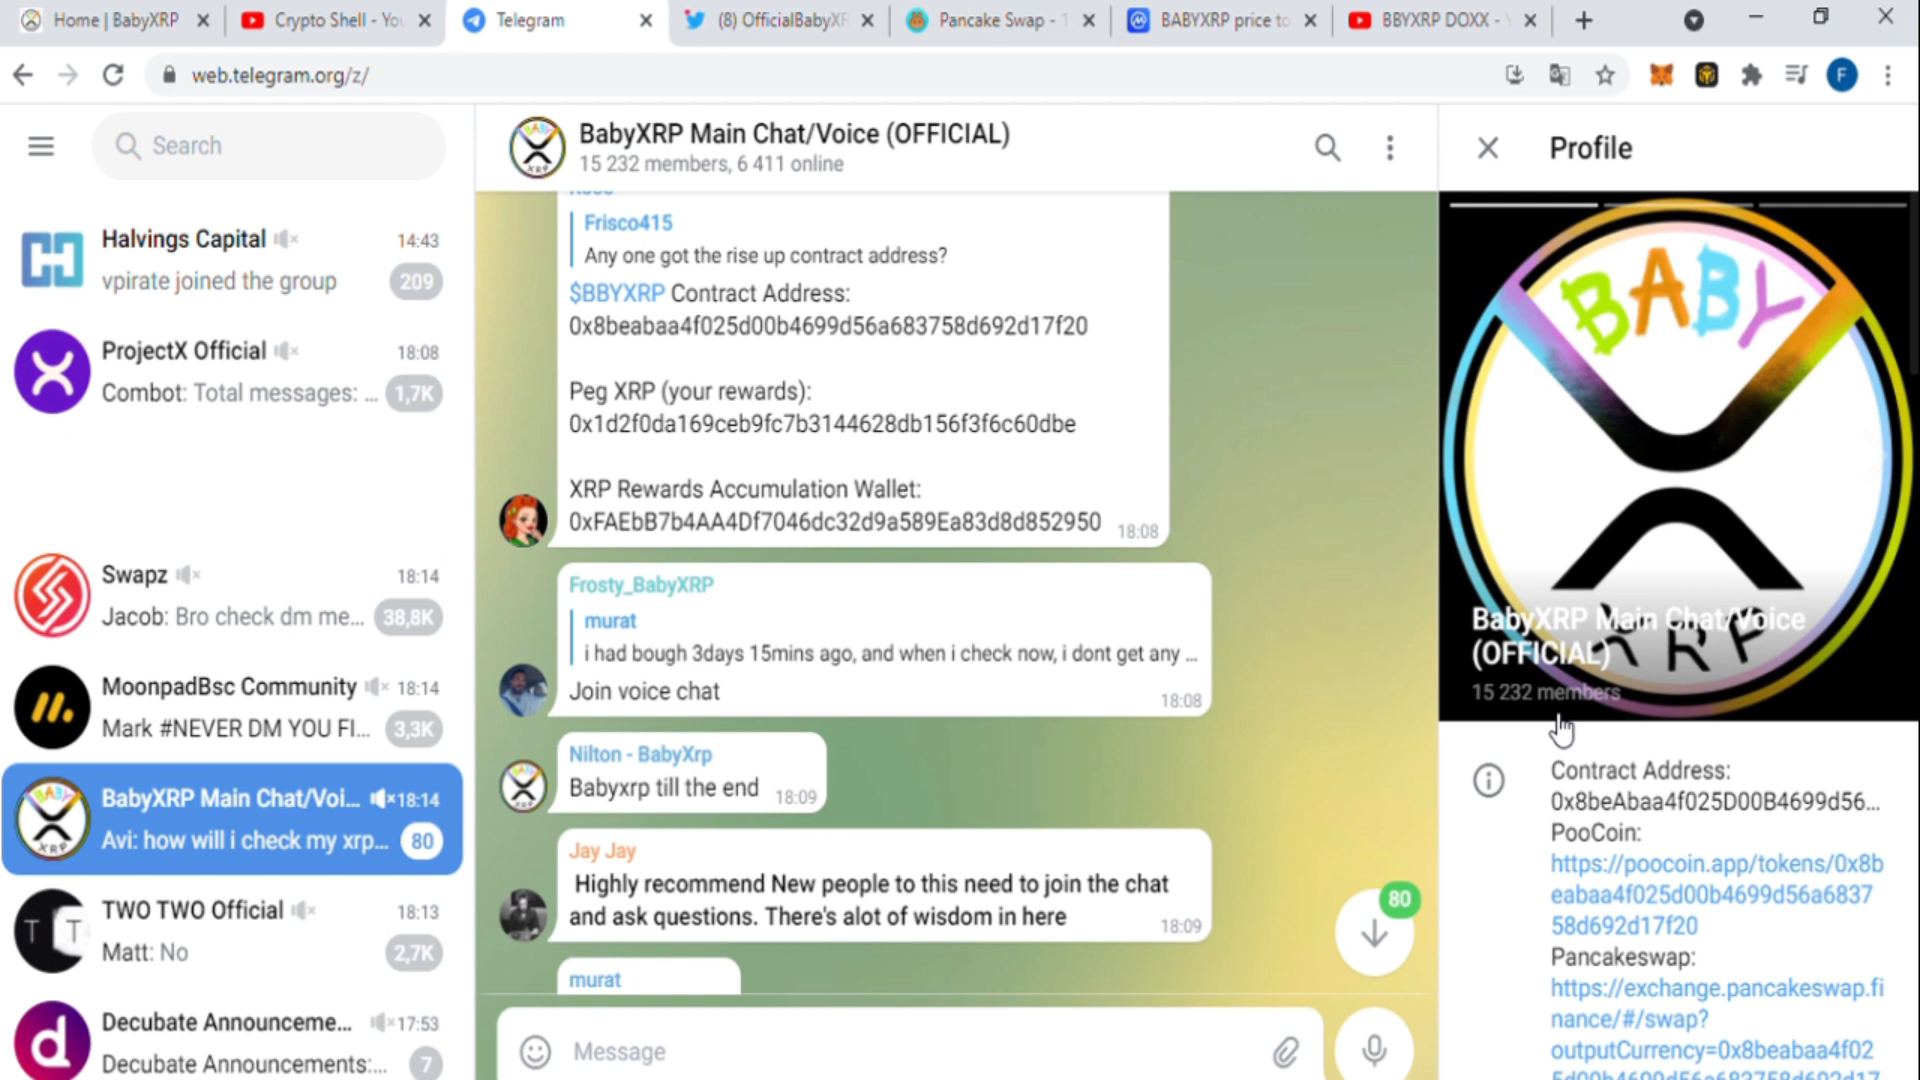 Home | BabyXRP
Crypto Shell - You
Telegram
(8) OfficialBabyXR
Pancake Swap - 1
BABYXRP price to
BBYXRP DOXX - Y
web.telegram.org/z/
F
Search
Halvings Capital
14:43
vpirate joined the group
209
ProjectX Official
18:08
Combot: Total messages: ...
1,7K
Swapz
18:14
Jacob: Bro check dm me...
38,8K
MoonpadBsc Community
18:14
Mark #NEVER DM YOU FI...
3,3K
BabyXRP Main Chat/Voi...
18:14
Avi: how will i check my xrp...
80
TWO TWO Official
18:13
Matt: No
2,7K
Decubate Announceme...
17:53
Decubate Announcements:...
7
BabyXRP Main Chat/Voice (OFFICIAL)
15 232 members, 6 411 online
Frisco415
Any one got the rise up contract address?
$BBYXRP Contract Address:
0x8beabaa4f025d00b4699d56a683758d692d17f20
Peg XRP (your rewards):
0x1d2f0da169ceb9fc7b3144628db156f3f6c60dbe
XRP Rewards Accumulation Wallet:
0xFAEbB7b4AA4Df7046dc32d9a589Ea83d8d852950
18:08
Frosty_BabyXRP
murat
i had bough 3days 15mins ago, and when i check now, i dont get any ...
Join voice chat
18:08
Nilton - BabyXrp
Babyxrp till the end
18:09
Jay Jay
Highly recommend New people to this need to join the chat
and ask questions. There's alot of wisdom in here
18:09
murat
80
Message
Profile
BABY
XRP
BabyXRP Main Chat/Voice
(OFFICIAL)
15 232 members
Contract Address:
0x8beAbaa4f025D00B4699d56...
PooCoin:
https://poocoin.app/tokens/0x8b
eabaa4f025d00b4699d56a6837
58d692d17f20
Pancakeswap:
https://exchange.pancakeswap.fi
nance/#/swap?
outputCurrency=0x8beabaa4f02
5d00b4699d56a683758d692d17